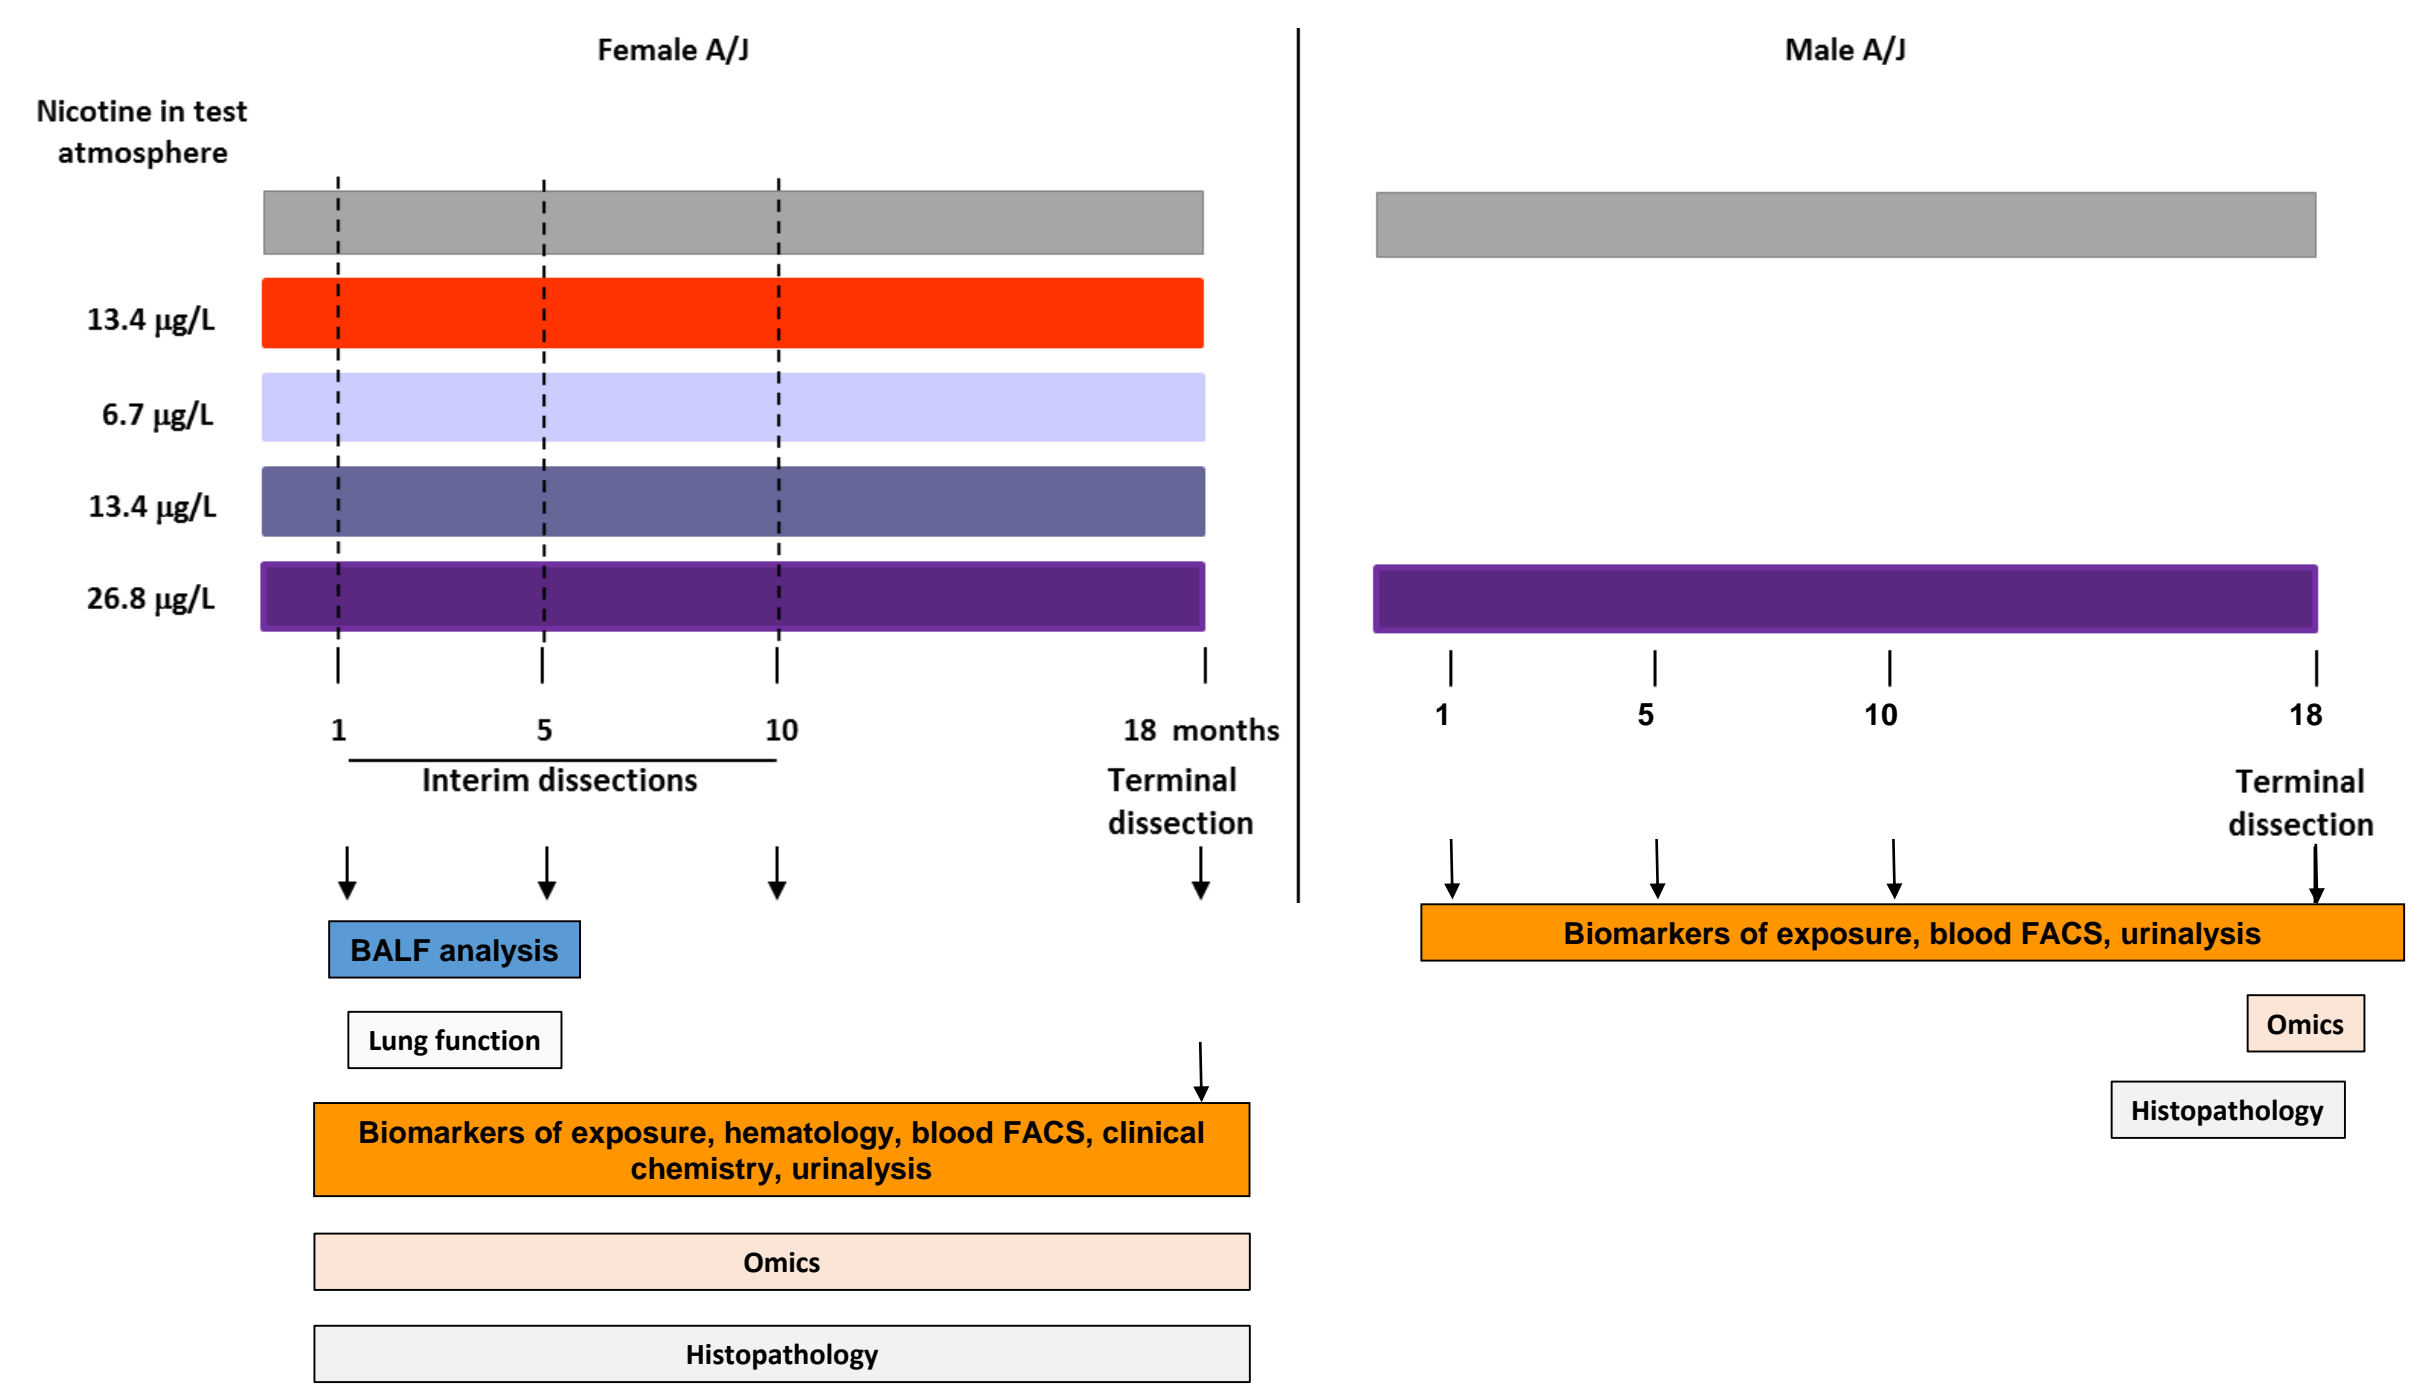 Female A/J
Male A/J
Nicotine in test
atmosphere
13.4 µg/L
6.7 µg/L
13.4 µg/L
26.8 µg/L
1
5
10
18 months
1
5
10
18
Interim dissections
Terminal
dissection
Terminal
dissection
BALF analysis
Lung function
Biomarkers of exposure, hematology, blood FACS, clinical
chemistry, urinalysis
Omics
Histopathology
Biomarkers of exposure, blood FACS, urinalysis
Omics
Histopathology